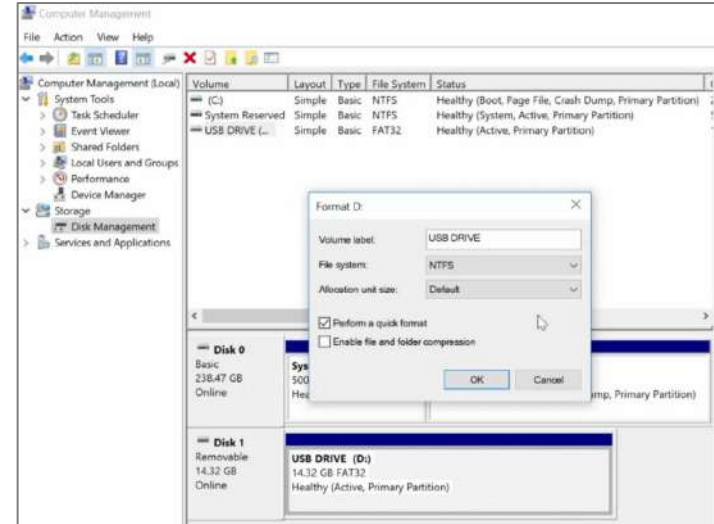 Computer Management
File Action View Help
Computer Management (Local)
System Tools
Task Scheduler
Event Viewer
Shared Folders
Local Users and Groups
Performance
Device Manager
Storage
Disk Management
Services and Applications
Volume Layout Type File System Status
(C:) Simple Basic NTFS Healthy (Boot, Page File, Crash Dump, Primary Partition)
System Reserved Simple Basic NTFS Healthy (System, Active, Primary Partition)
USB DRIVE (... Simple Basic FAT32 Healthy (Active, Primary Partition)
Format D:
Volume label: USB DRIVE
File system: NTFS
Allocation unit size: Default
Perform a quick format
Enable file and folder compression
OK Cancel
Disk 0
Basic
238.47 GB
Online
Sys
500
Hea
imp, Primary Partition)
Disk 1
Removable
14.32 GB
Online
USB DRIVE (D:)
14.32 GB FAT32
Healthy (Active, Primary Partition)